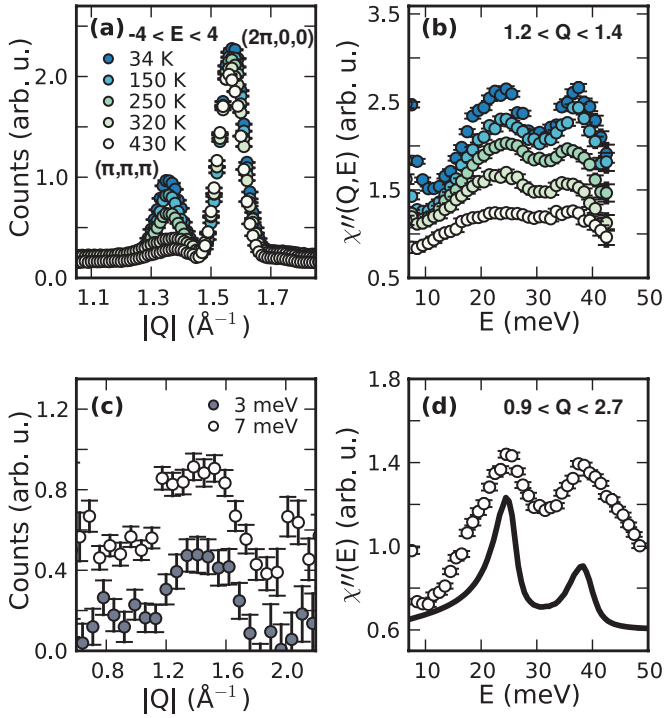 (a) -4 < E < 4 (2π,0,0)
34 K
150 K
250 K
320 K
430 K
(π,π,π)
Counts (arb. u.)
2.0
1.0
0.0
1.1 1.3 1.5 1.7
|Q| (Å⁻¹)
(b) 1.2 < Q < 1.4
χ′′(Q,E) (arb. u.)
3.5
2.5
1.5
0.5
10 20 30 40 50
E (meV)
(c) 3 meV
7 meV
Counts (arb. u.)
1.2
0.8
0.4
0.0
0.8 1.2 1.6 2.0
|Q| (Å⁻¹)
(d) 0.9 < Q < 2.7
χ′′(E) (arb. u.)
1.8
1.4
1.0
0.6
10 20 30 40 50
E (meV)